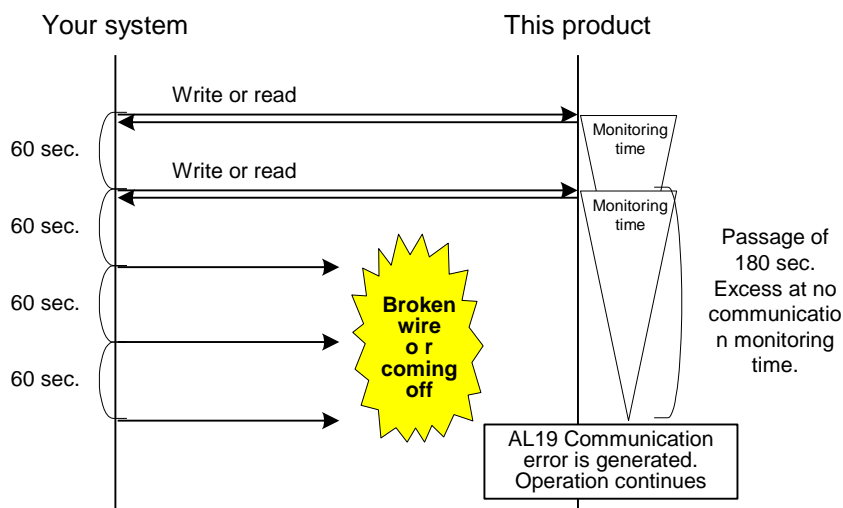 Your system
This product
Write or read
Monitoring
time
60 sec.
Write or read
Monitoring
time
60 sec.
Passage of
180 sec.
Excess at no
communicatio
n monitoring
time.
Broken
wire
o r
coming
off
60 sec.
60 sec.
AL19 Communication
error is generated.
Operation continues